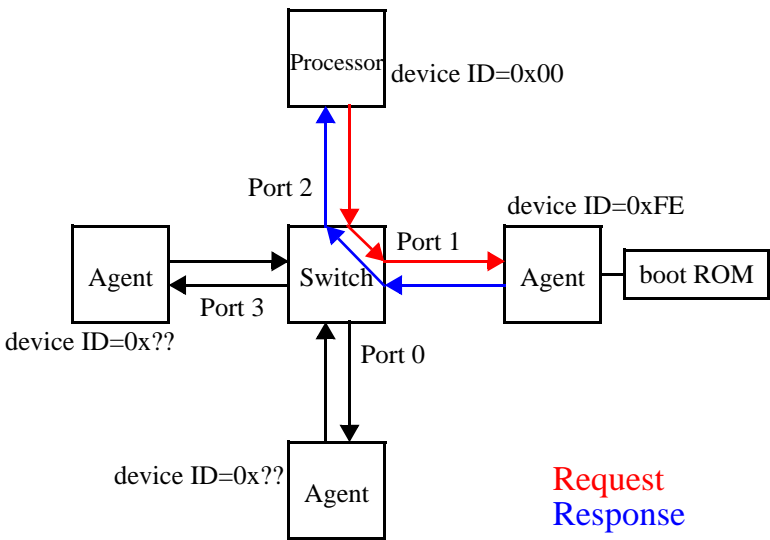 Processor
device ID=0x00
Port 2
device ID=0xFE
Port 1
Agent
Switch
Agent
boot ROM
Port 3
device ID=0x??
Port 0
device ID=0x??
Agent
Request
Response